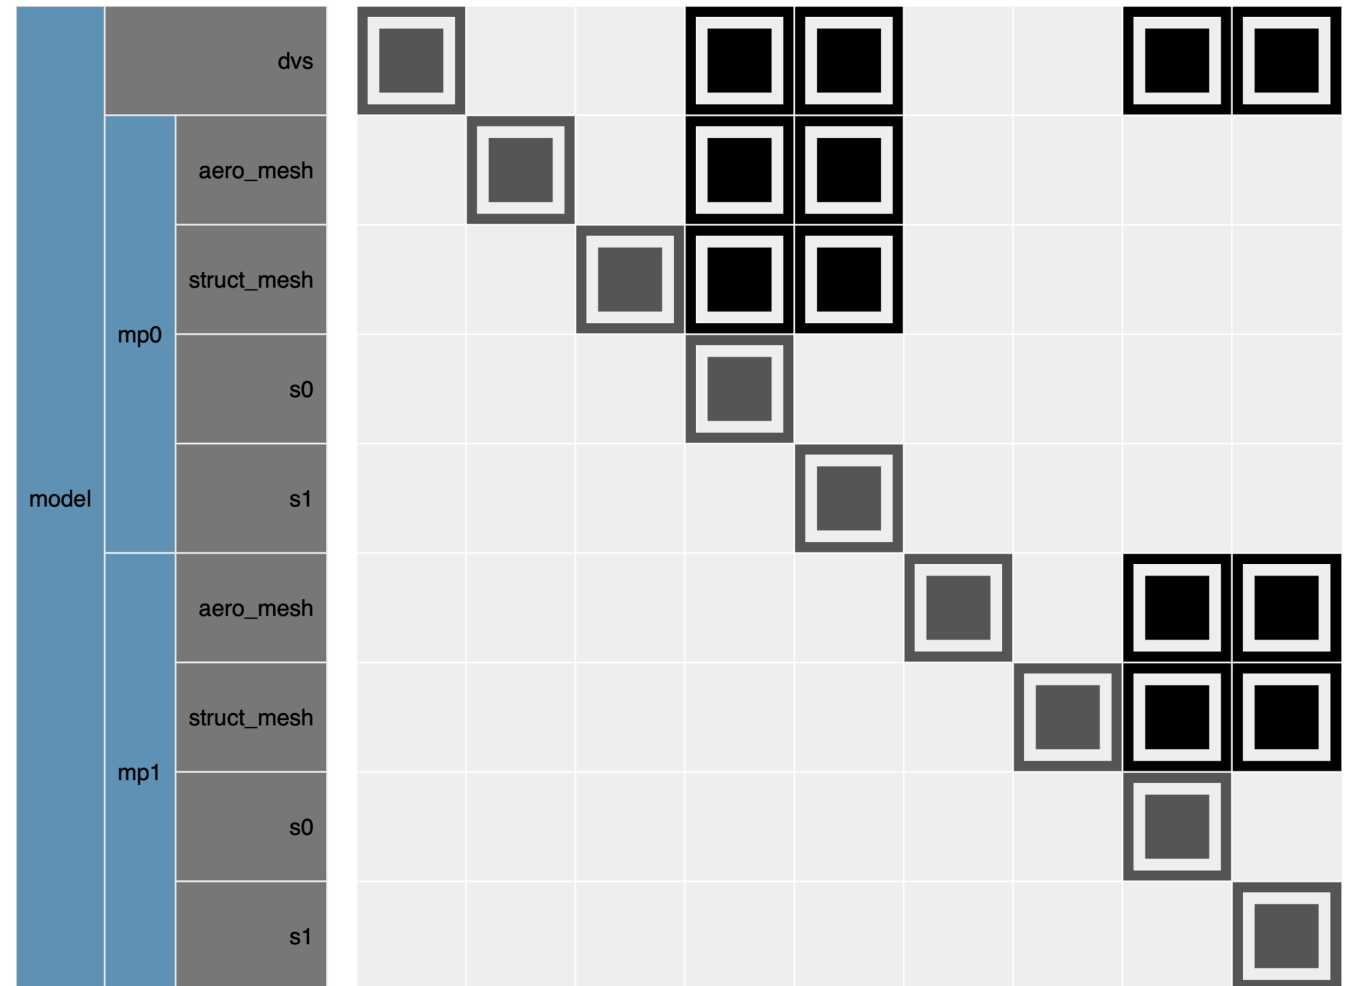 dvs
aero_mesh
struct_mesh
mp0
s0
model
s1
aero_mesh
struct_mesh
mp1
s0
s1